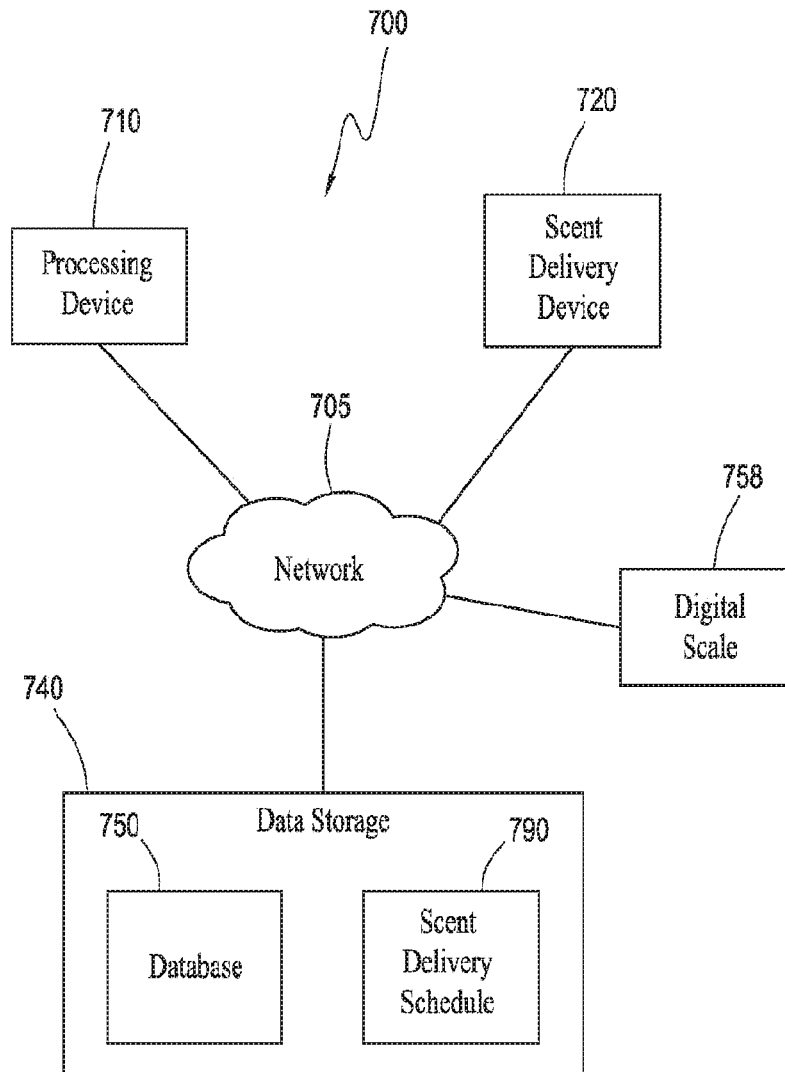 700
710
720
Processing
Device
Scent
Delivery
Device
705
758
Network
Digital
Scale
740
Data Storage
750
790
Database
Scent
Delivery
Schedule